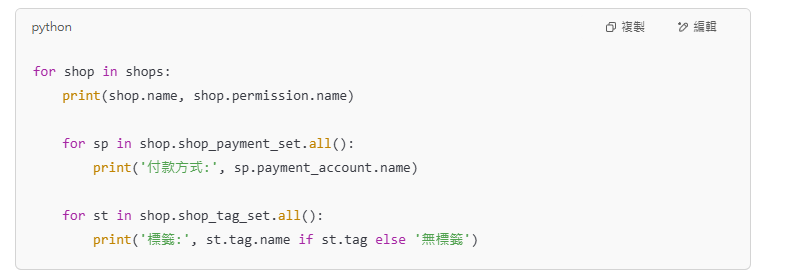 python 複製 編輯
for shop in shops:
    print(shop.name, shop.permission.name)
    for sp in shop.shop_payment_set.all():
        print('付款方式:', sp.payment_account.name)
    for st in shop.shop_tag_set.all():
        print('標籤:', st.tag.name if st.tag else '無標籤')